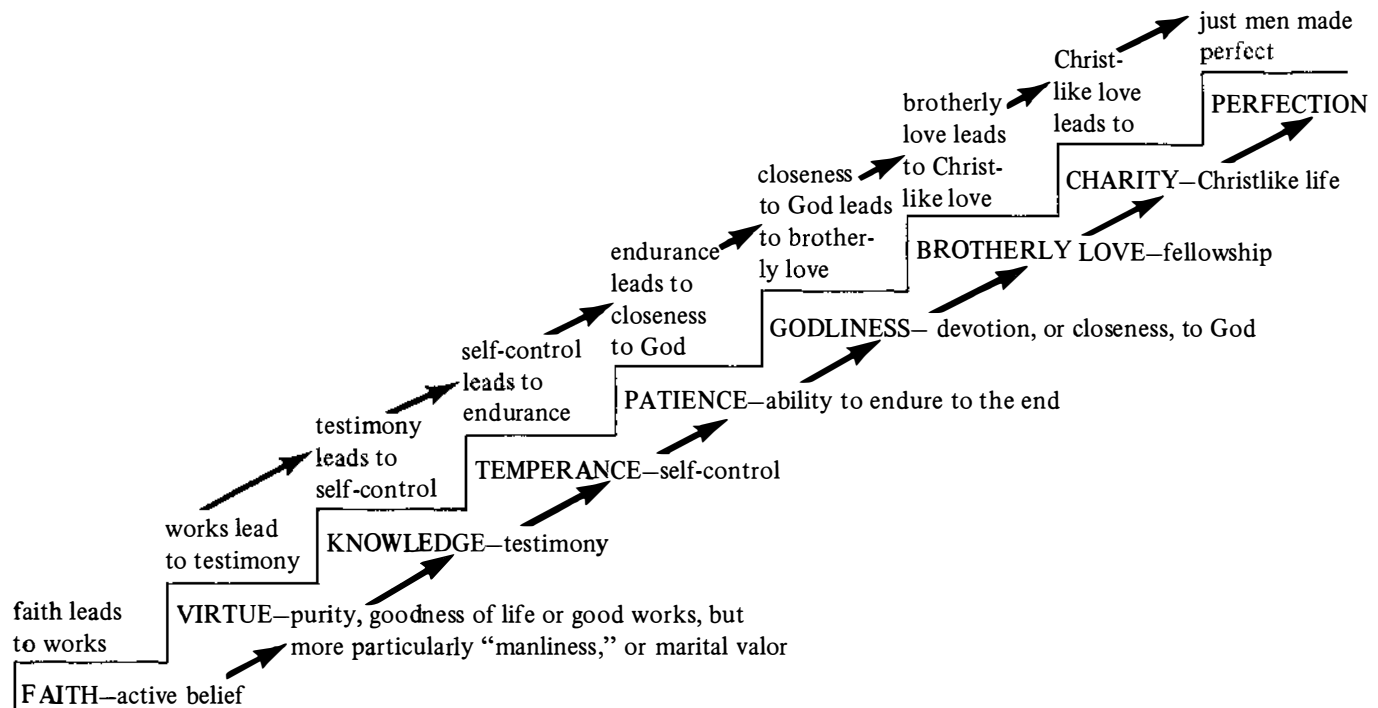 just men made
perfect
Christ-
like love
leads to
PERFECTION
brotherly
love leads
to Christ-
like love
CHARITY—Christlike life
closeness
to God leads
to brother-
ly love
BROTHERLY LOVE—fellowship
endurance
leads to
closeness
to God
GODLINESS— devotion, or closeness, to God
self-control
leads to
endurance
PATIENCE—ability to endure to the end
testimony
leads to
self-control
TEMPERANCE—self-control
works lead
to testimony
KNOWLEDGE—testimony
faith leads
to works
VIRTUE—purity, goodness of life or good works, but
more particularly “manliness,” or marital valor
FAITH—active belief